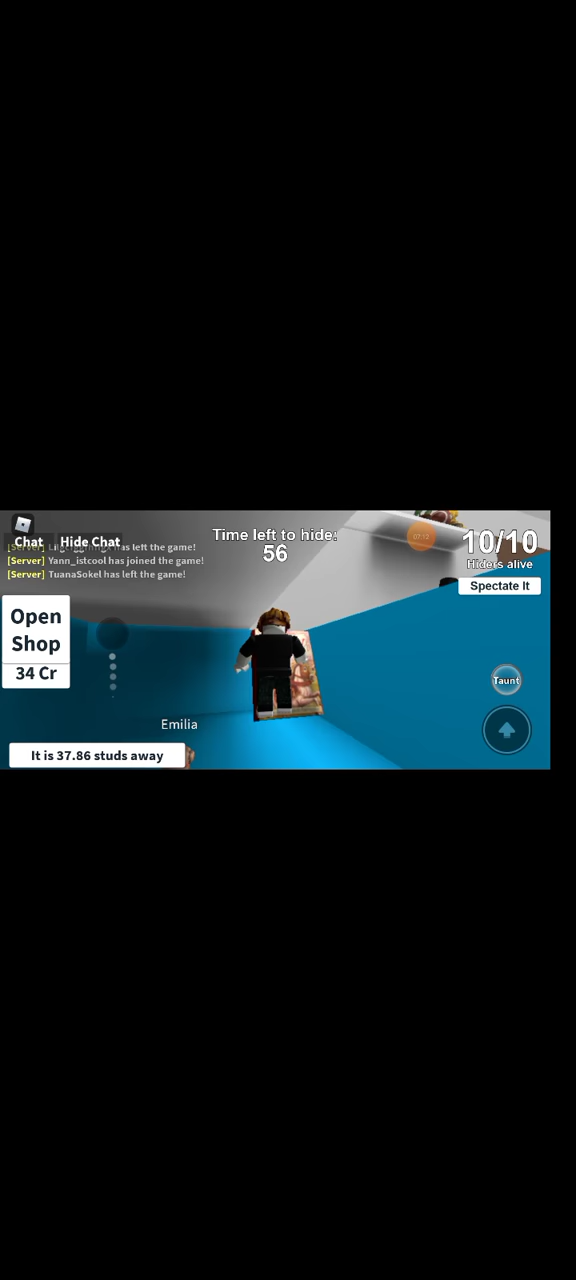 Chat Hide Chat
[Server] has left the game!
[Server] Yann_istcool has joined the game!
[Server] TuanaSokel has left the game!
Time left to hide:
56
07:13
10/10
Hiders alive
Spectate It
Open
Shop
34 Cr
Taunt
Emilia
It is 37.86 studs away